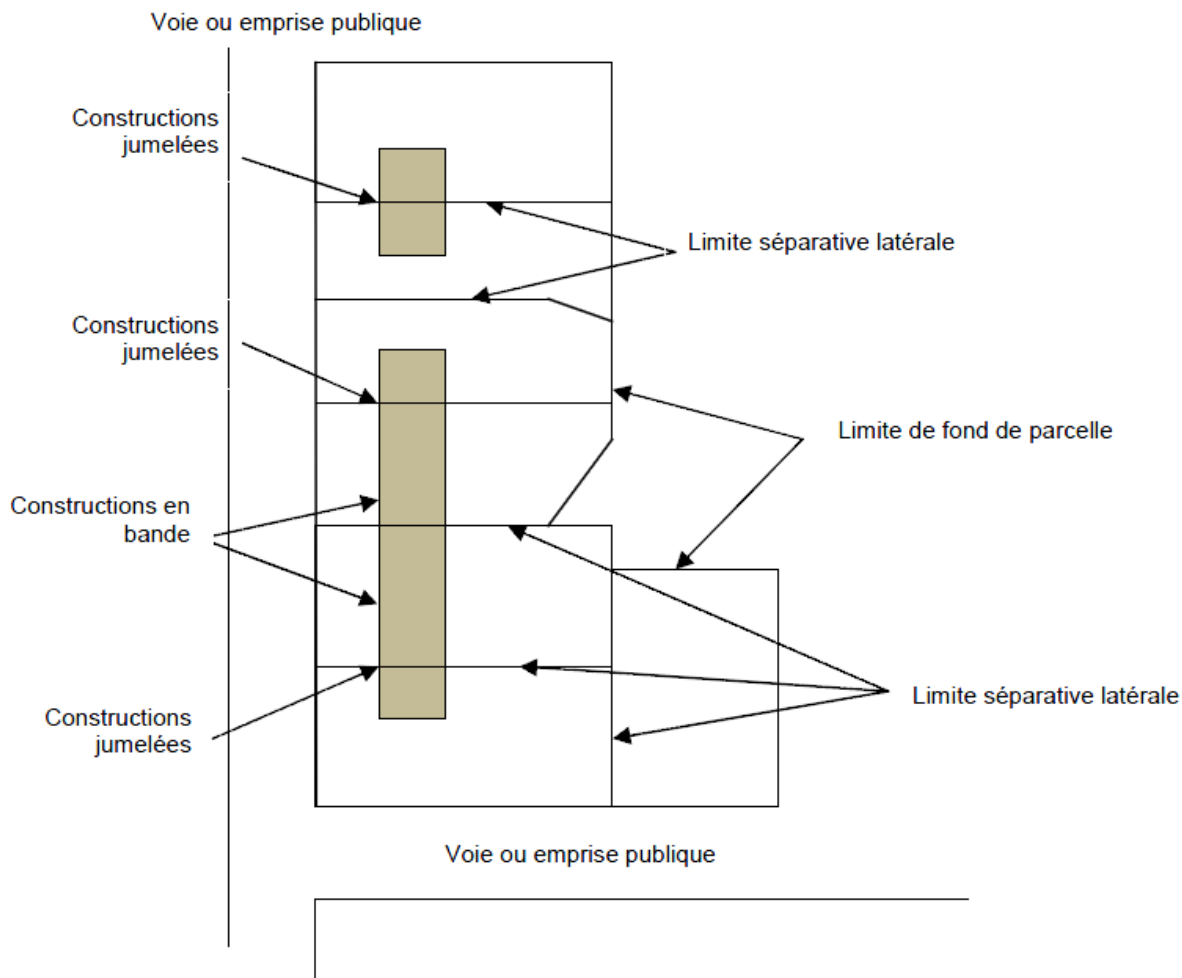 Voie ou emprise publique
Constructions
jumelées
Limite séparative latérale
Constructions
jumelées
Limite de fond de parcelle
Constructions en
bande
Limite séparative latérale
Constructions
jumelées
Voie ou emprise publique